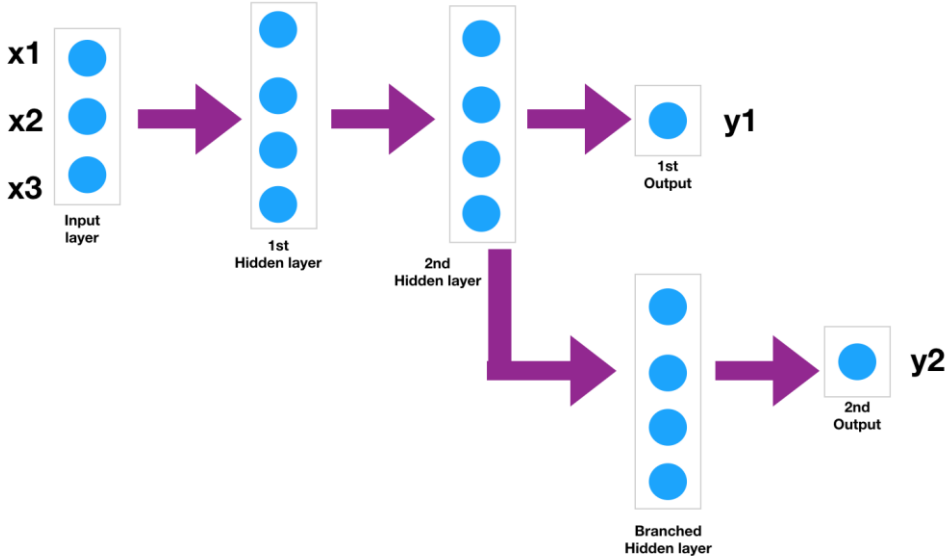 x1
x2
x3
Input
layer
1st
Hidden layer
2nd
Hidden layer
1st
Output
y1
Branched
Hidden layer
2nd
Output
y2